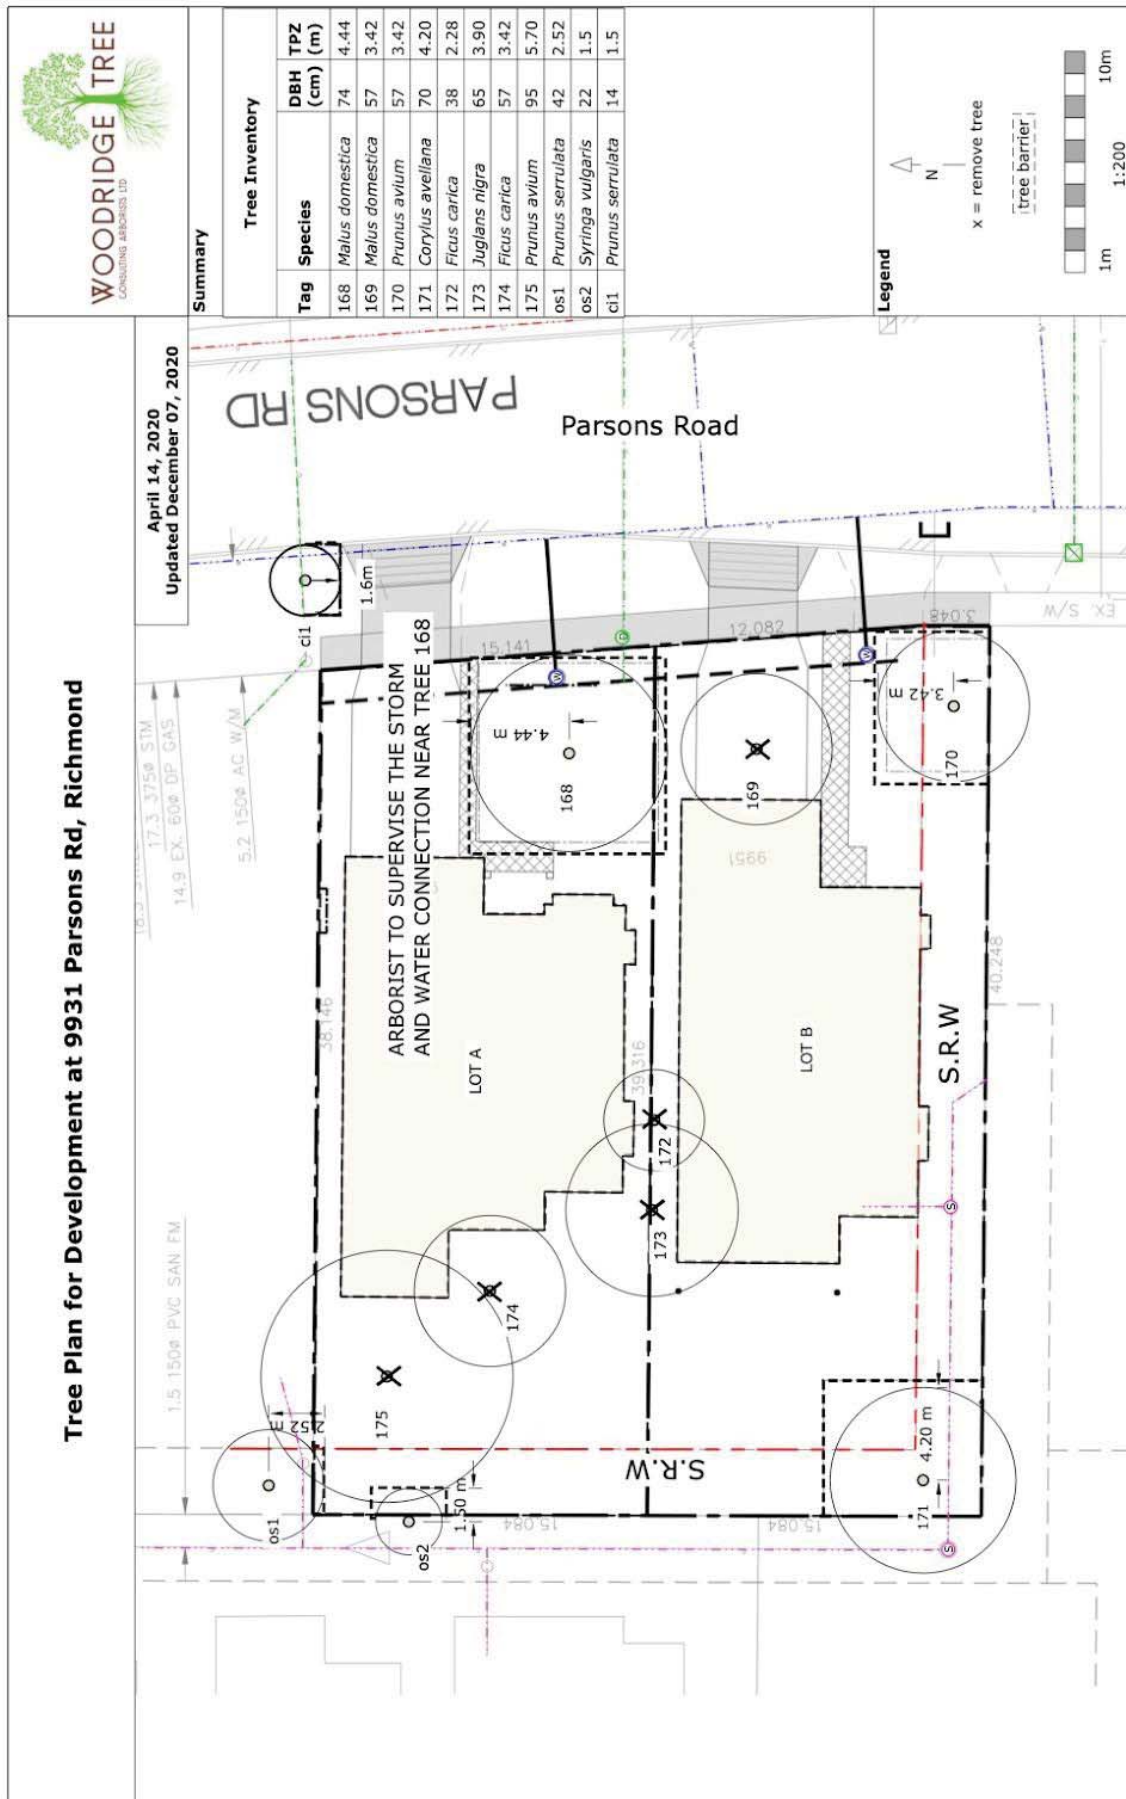 Tree Plan for Development at 9931 Parsons Rd, Richmond
WOODRIDGE TREE
CONSULTING ARBORISTS LTD
April 14, 2020
Updated December 07, 2020
Summary
Tree Inventory
Tag Species DBH (cm) TPZ (m)
168 Malus domestica 74 4.44
169 Malus domestica 57 3.42
170 Prunus avium 57 3.42
171 Corylus avellana 70 4.20
172 Ficus carica 38 2.28
173 Juglans nigra 65 3.90
174 Ficus carica 57 3.42
175 Prunus avium 95 5.70
os1 Prunus serrulata 42 2.52
os2 Syringa vulgaris 22 1.5
ci1 Prunus serrulata 14 1.5
Legend
N
x = remove tree
tree barrier
1m 10m
1:200
PARSONS RD
Parsons Road
17.3 375ø STM
14.9 EX. 60ø DP GAS
5.2 150ø AC W/M
1.5 150ø PVC SAN FM
ci1
1.6m
ARBORIST TO SUPERVISE THE STORM
AND WATER CONNECTION NEAR TREE 168
15.141
12.082
3.048
EX. S/W
D
W
W
4.44 m
168
169
3.42 m
170
9951
38.146
LOT A
39.316
LOT B
40.248
S.R.W
172
173
174
175
2.52 m
os1
os2
1.50 m
15.084
S.R.W
15.084
171
4.20 m
S
S